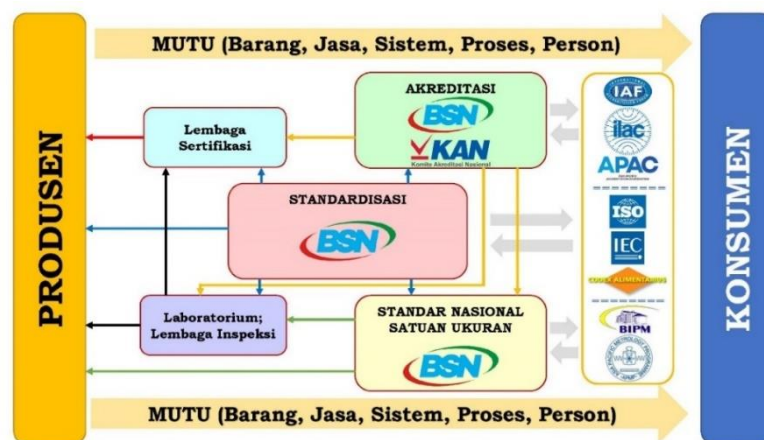 MUTU (Barang, Jasa, Sistem, Proses, Person)
PRODUSEN
KONSUMEN
AKREDITASI
BSN
KAN
Komite Akreditasi Nasional
Lembaga
Sertifikasi
STANDARDISASI
BSN
Laboratorium;
Lembaga Inspeksi
STANDAR NASIONAL
SATUAN UKURAN
BSN
IAF
ilac
APAC
ISO
IEC
CODEX ALIMENTARIUS
BIPM
MUTU (Barang, Jasa, Sistem, Proses, Person)